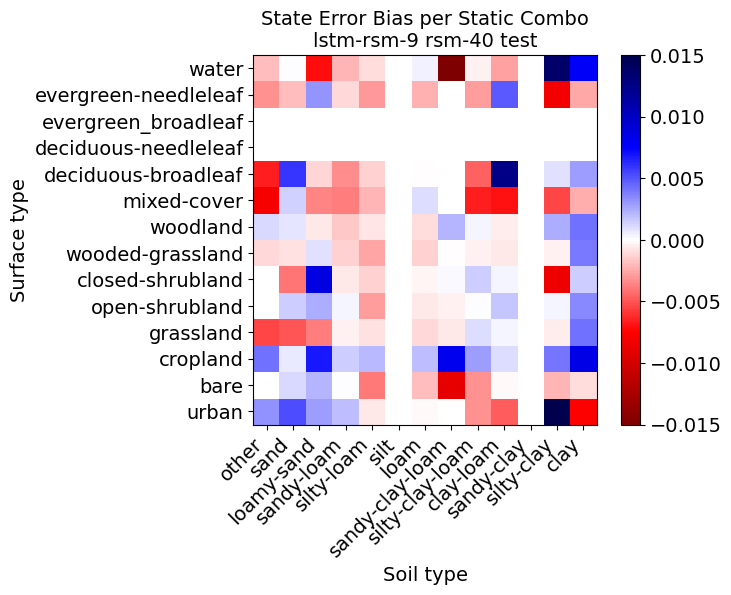 State Error Bias per Static Combo
lstm-rsm-9 rsm-40 test
Surface type
water
evergreen-needleleaf
evergreen_broadleaf
deciduous-needleleaf
deciduous-broadleaf
mixed-cover
woodland
wooded-grassland
closed-shrubland
open-shrubland
grassland
cropland
bare
urban
other
sand
loamy-sand
sandy-loam
silty-loam
silt
loam
sandy-clay-loam
silty-clay-loam
clay-loam
sandy-clay
silty-clay
clay
Soil type
0.015
0.010
0.005
0.000
−0.005
−0.010
−0.015